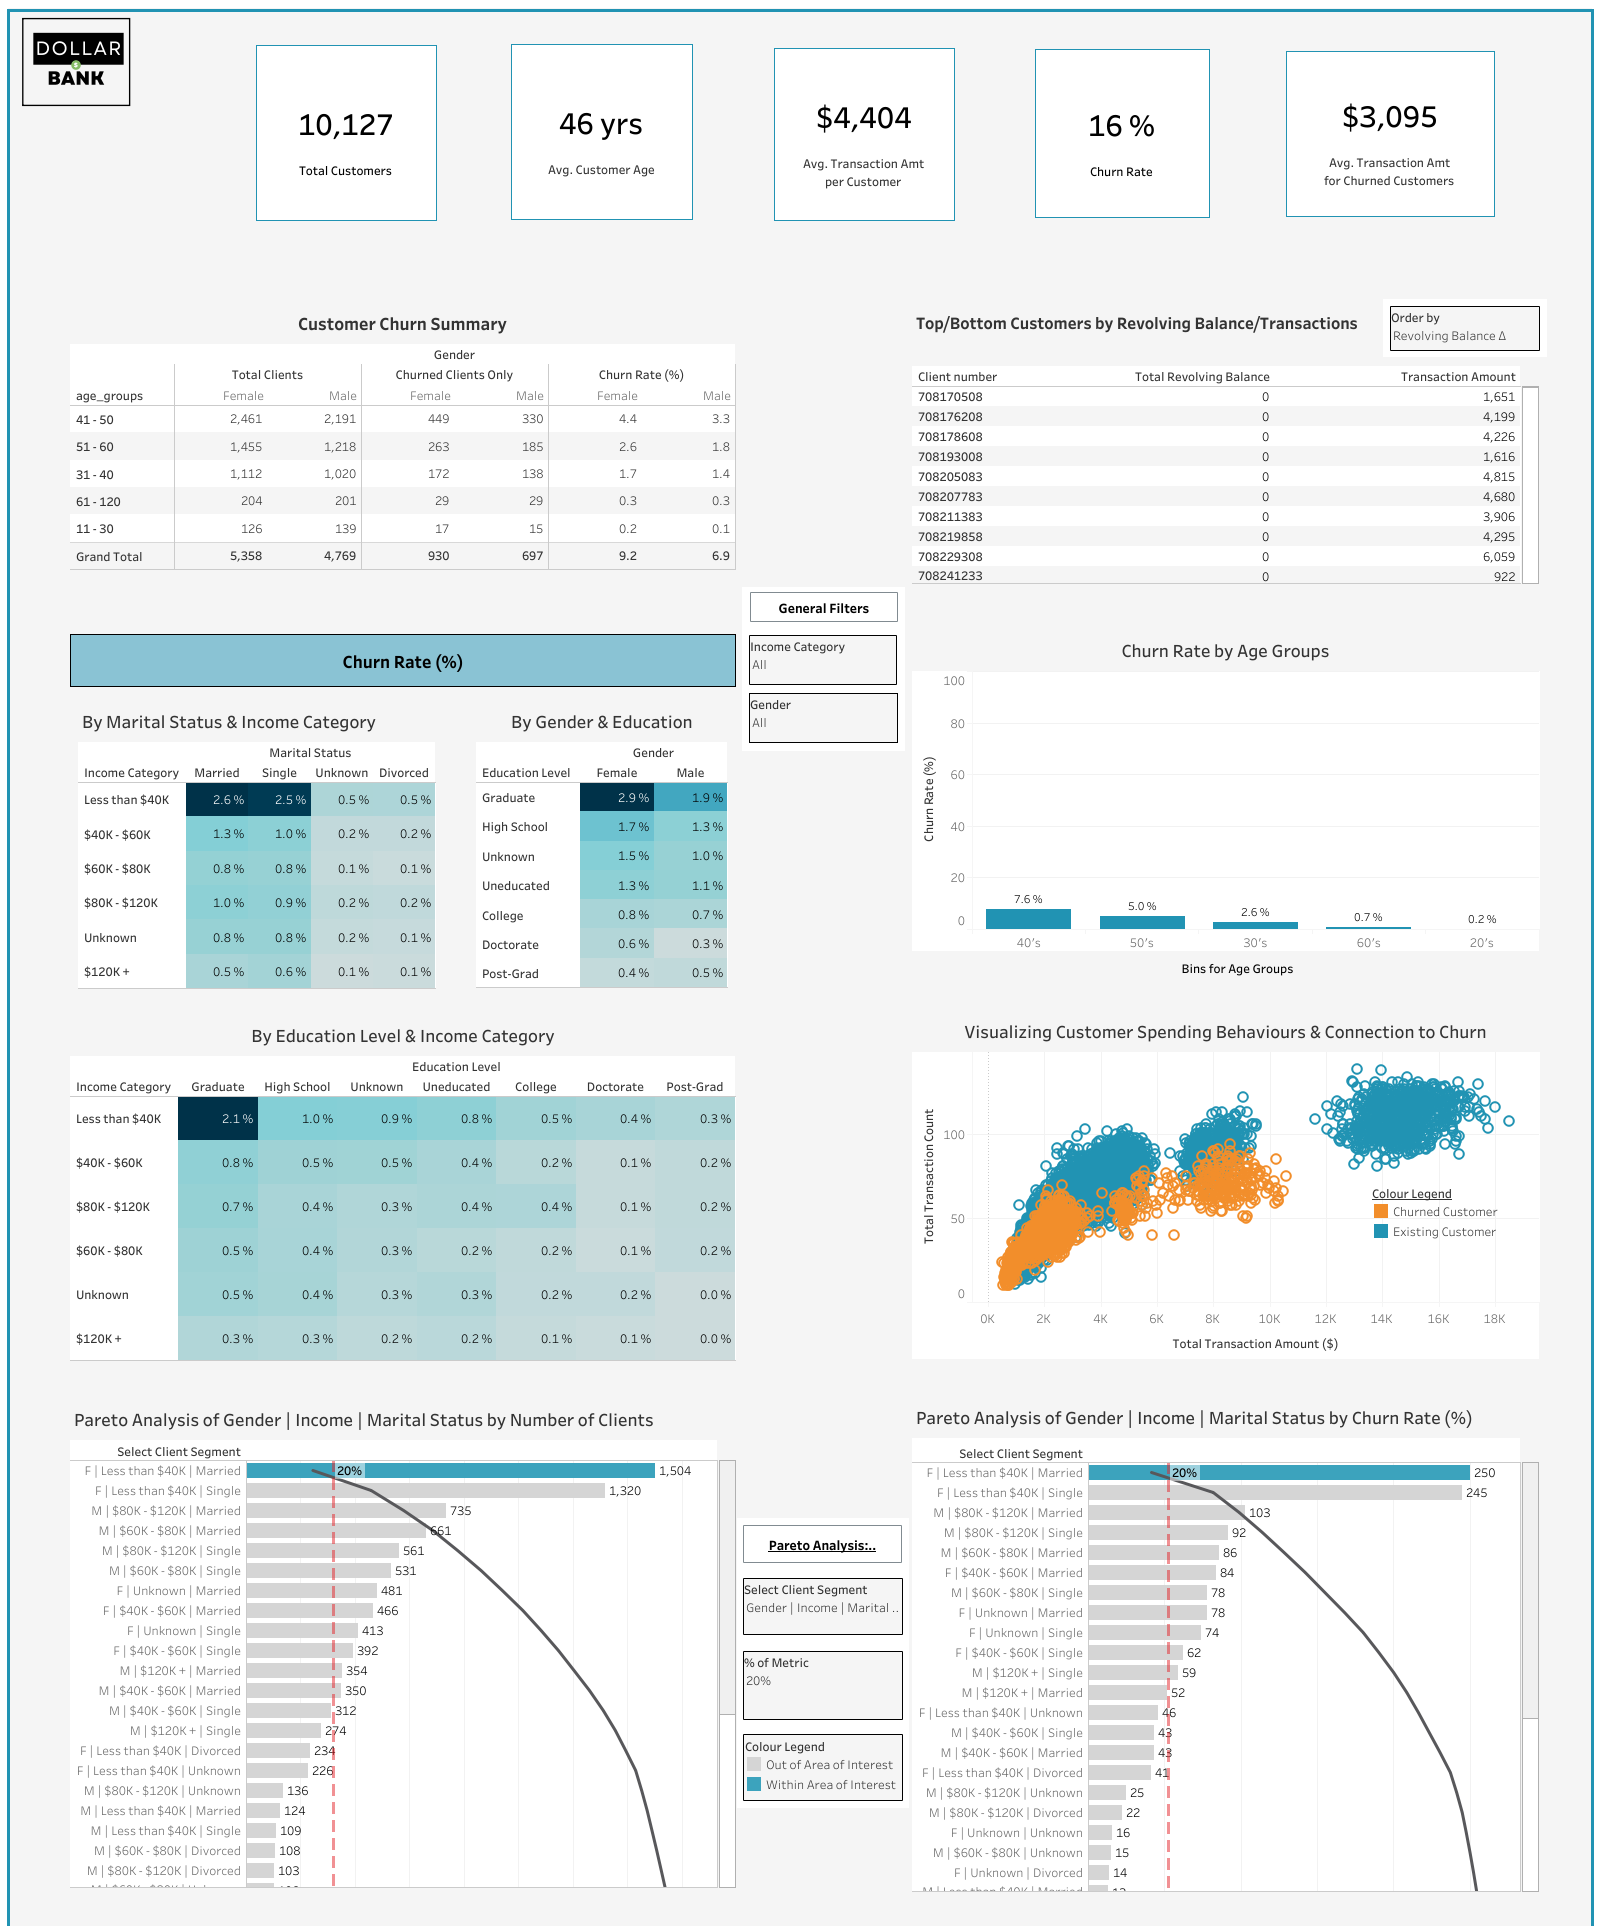 DOLLAR
BANK
10,127
Total Customers
46 yrs
Avg. Customer Age
$4,404
Avg. Transaction Amt
per Customer
16 %
Churn Rate
$3,095
Avg. Transaction Amt
for Churned Customers
Customer Churn Summary
Gender
Total Clients Churned Clients Only Churn Rate (%)
age_groups Female Male Female Male Female Male
41 - 50 2,461 2,191 449 330 4.4 3.3
51 - 60 1,455 1,218 263 185 2.6 1.8
31 - 40 1,112 1,020 172 138 1.7 1.4
61 - 120 204 201 29 29 0.3 0.3
11 - 30 126 139 17 15 0.2 0.1
Grand Total 5,358 4,769 930 697 9.2 6.9
Top/Bottom Customers by Revolving Balance/Transactions
Order by
Revolving Balance Δ
Client number Total Revolving Balance Transaction Amount
708170508 0 1,651
708176208 0 4,199
708178608 0 4,226
708193008 0 1,616
708205083 0 4,815
708207783 0 4,680
708211383 0 3,906
708219858 0 4,295
708229308 0 6,059
708241233 0 922
General Filters
Income Category
All
Gender
All
Churn Rate (%)
By Marital Status & Income Category
Marital Status
Income Category Married Single Unknown Divorced
Less than $40K 2.6 % 2.5 % 0.5 % 0.5 %
$40K - $60K 1.3 % 1.0 % 0.2 % 0.2 %
$60K - $80K 0.8 % 0.8 % 0.1 % 0.1 %
$80K - $120K 1.0 % 0.9 % 0.2 % 0.2 %
Unknown 0.8 % 0.8 % 0.2 % 0.1 %
$120K + 0.5 % 0.6 % 0.1 % 0.1 %
By Gender & Education
Gender
Education Level Female Male
Graduate 2.9 % 1.9 %
High School 1.7 % 1.3 %
Unknown 1.5 % 1.0 %
Uneducated 1.3 % 1.1 %
College 0.8 % 0.7 %
Doctorate 0.6 % 0.3 %
Post-Grad 0.4 % 0.5 %
Churn Rate by Age Groups
Churn Rate (%)
100
80
60
40
20
0
7.6 % 5.0 % 2.6 % 0.7 % 0.2 %
40's 50's 30's 60's 20's
Bins for Age Groups
By Education Level & Income Category
Education Level
Income Category Graduate High School Unknown Uneducated College Doctorate Post-Grad
Less than $40K 2.1 % 1.0 % 0.9 % 0.8 % 0.5 % 0.4 % 0.3 %
$40K - $60K 0.8 % 0.5 % 0.5 % 0.4 % 0.2 % 0.1 % 0.2 %
$80K - $120K 0.7 % 0.4 % 0.3 % 0.4 % 0.4 % 0.1 % 0.2 %
$60K - $80K 0.5 % 0.4 % 0.3 % 0.2 % 0.2 % 0.1 % 0.2 %
Unknown 0.5 % 0.4 % 0.3 % 0.3 % 0.2 % 0.2 % 0.0 %
$120K + 0.3 % 0.3 % 0.2 % 0.2 % 0.1 % 0.1 % 0.0 %
Visualizing Customer Spending Behaviours & Connection to Churn
Total Transaction Count
100
50
0
Colour Legend
Churned Customer
Existing Customer
0K 2K 4K 6K 8K 10K 12K 14K 16K 18K
Total Transaction Amount ($)
Pareto Analysis of Gender | Income | Marital Status by Number of Clients
Select Client Segment
F | Less than $40K | Married 20% 1,504
F | Less than $40K | Single 1,320
M | $80K - $120K | Married 735
M | $60K - $80K | Married 661
M | $80K - $120K | Single 561
M | $60K - $80K | Single 531
F | Unknown | Married 481
F | $40K - $60K | Married 466
F | Unknown | Single 413
F | $40K - $60K | Single 392
M | $120K + | Married 354
M | $40K - $60K | Married 350
M | $40K - $60K | Single 312
M | $120K + | Single 274
F | Less than $40K | Divorced 234
F | Less than $40K | Unknown 226
M | $80K - $120K | Unknown 136
M | Less than $40K | Married 124
M | Less than $40K | Single 109
M | $60K - $80K | Divorced 108
M | $80K - $120K | Divorced 103
Pareto Analysis:..
Select Client Segment
Gender | Income | Marital ..
% of Metric
20%
Colour Legend
Out of Area of Interest
Within Area of Interest
Pareto Analysis of Gender | Income | Marital Status by Churn Rate (%)
Select Client Segment
F | Less than $40K | Married 20% 250
F | Less than $40K | Single 245
M | $80K - $120K | Married 103
M | $80K - $120K | Single 92
M | $60K - $80K | Married 86
F | $40K - $60K | Married 84
M | $60K - $80K | Single 78
F | Unknown | Married 78
F | Unknown | Single 74
F | $40K - $60K | Single 62
M | $120K + | Single 59
M | $120K + | Married 52
F | Less than $40K | Unknown 46
M | $40K - $60K | Single 43
M | $40K - $60K | Married 43
F | Less than $40K | Divorced 41
M | $80K - $120K | Unknown 25
M | $80K - $120K | Divorced 22
F | Unknown | Unknown 16
M | $60K - $80K | Unknown 15
F | Unknown | Divorced 14
M | Less than $40K | Married